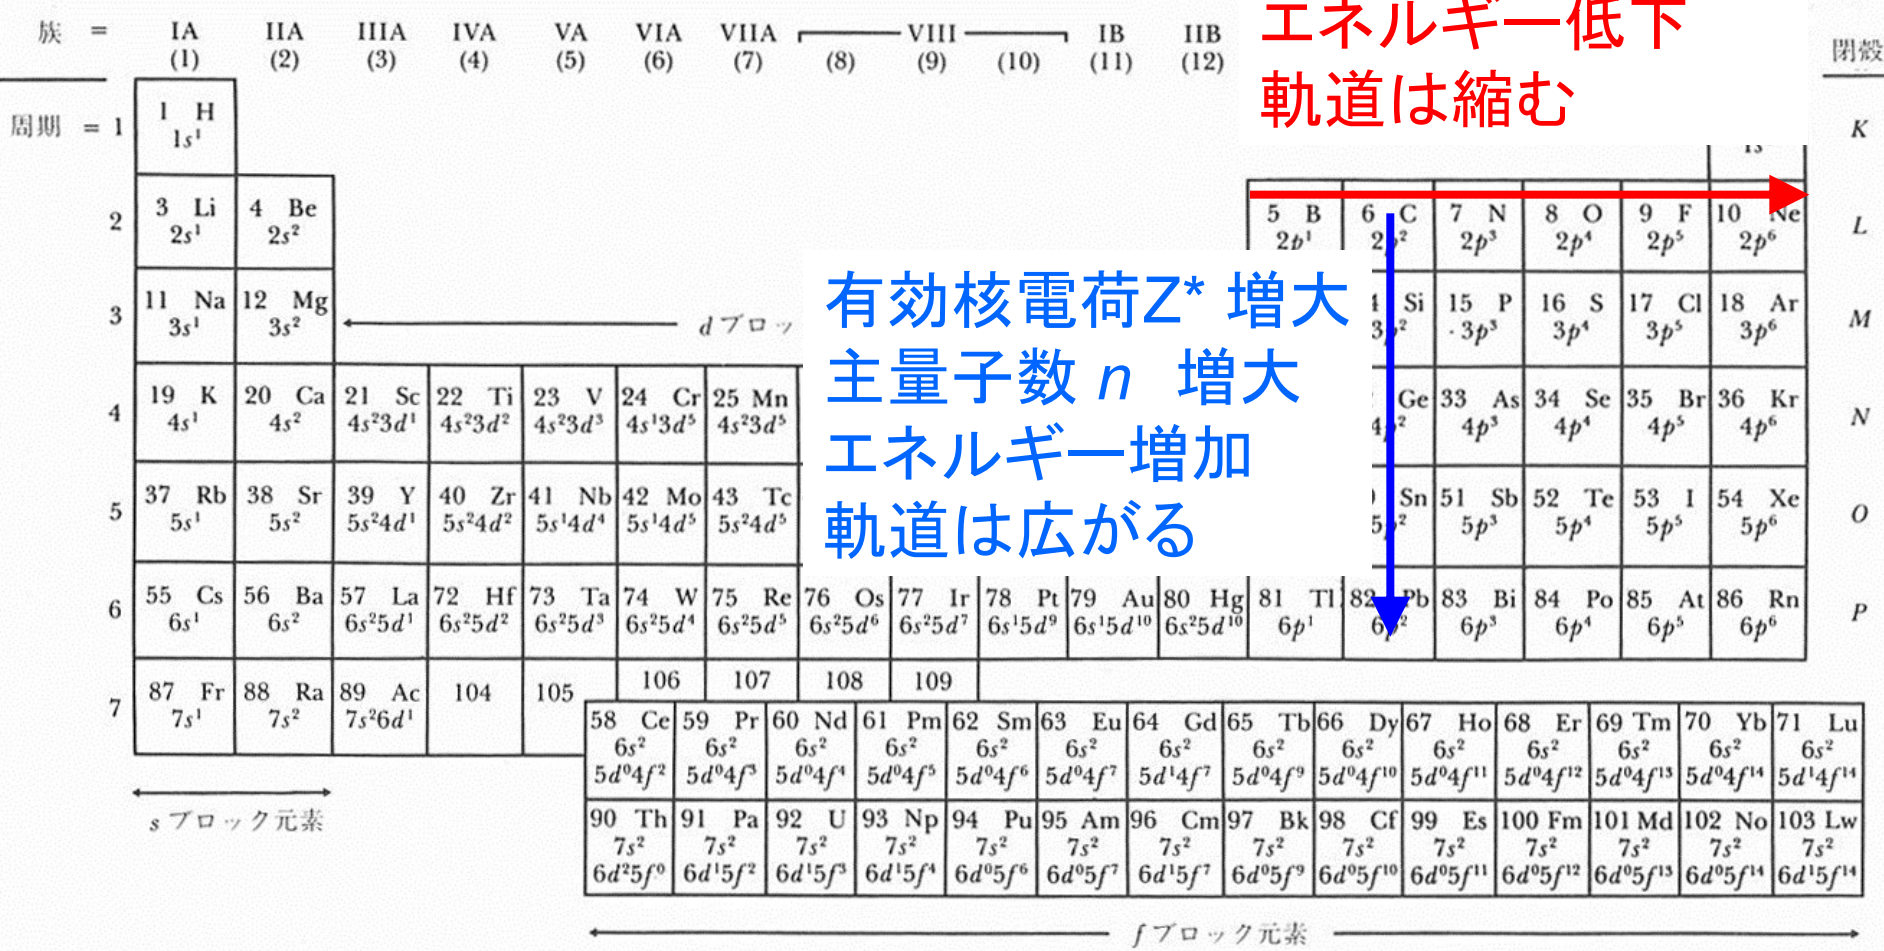 族 = IA IIA IIIA IVA VA VIA VIIA VIII IB IIB
(1) (2) (3) (4) (5) (6) (7) (8) (9) (10) (11) (12)
エネルギー低下
軌道は縮む
閉殻
周期 = 1
1 H
1s¹
1s
K
2
3 Li 4 Be
2s¹ 2s²
5 B 6 C 7 N 8 O 9 F 10 Ne
2p¹ 2p² 2p³ 2p⁴ 2p⁵ 2p⁶
L
3
11 Na 12 Mg
3s¹ 3s²
d ブロッ
有効核電荷Z* 増大
主量子数 n 増大
エネルギー増加
軌道は広がる
4 Si 15 P 16 S 17 Cl 18 Ar
3p² 3p³ 3p⁴ 3p⁵ 3p⁶
M
4
19 K 20 Ca 21 Sc 22 Ti 23 V 24 Cr 25 Mn
4s¹ 4s² 4s²3d¹ 4s²3d² 4s²3d³ 4s¹3d⁵ 4s²3d⁵
Ge 33 As 34 Se 35 Br 36 Kr
4p² 4p³ 4p⁴ 4p⁵ 4p⁶
N
5
37 Rb 38 Sr 39 Y 40 Zr 41 Nb 42 Mo 43 Tc
5s¹ 5s² 5s²4d¹ 5s²4d² 5s¹4d⁴ 5s¹4d⁵ 5s²4d⁵
Sn 51 Sb 52 Te 53 I 54 Xe
5p² 5p³ 5p⁴ 5p⁵ 5p⁶
O
6
55 Cs 56 Ba 57 La 72 Hf 73 Ta 74 W 75 Re 76 Os 77 Ir 78 Pt 79 Au 80 Hg 81 Tl 82 Pb 83 Bi 84 Po 85 At 86 Rn
6s¹ 6s² 6s²5d¹ 6s²5d² 6s²5d³ 6s²5d⁴ 6s²5d⁵ 6s²5d⁶ 6s²5d⁷ 6s¹5d⁹ 6s¹5d¹⁰ 6s²5d¹⁰ 6p¹ 6p² 6p³ 6p⁴ 6p⁵ 6p⁶
P
7
87 Fr 88 Ra 89 Ac 104 105 106 107 108 109
7s¹ 7s² 7s²6d¹
58 Ce 59 Pr 60 Nd 61 Pm 62 Sm 63 Eu 64 Gd 65 Tb 66 Dy 67 Ho 68 Er 69 Tm 70 Yb 71 Lu
6s² 6s² 6s² 6s² 6s² 6s² 6s² 6s² 6s² 6s² 6s² 6s² 6s² 6s²
5d⁰4f² 5d⁰4f³ 5d⁰4f⁴ 5d⁰4f⁵ 5d⁰4f⁶ 5d⁰4f⁷ 5d¹4f⁷ 5d⁰4f⁹ 5d⁰4f¹⁰ 5d⁰4f¹¹ 5d⁰4f¹² 5d⁰4f¹³ 5d⁰4f¹⁴ 5d¹4f¹⁴
90 Th 91 Pa 92 U 93 Np 94 Pu 95 Am 96 Cm 97 Bk 98 Cf 99 Es 100 Fm 101 Md 102 No 103 Lw
7s² 7s² 7s² 7s² 7s² 7s² 7s² 7s² 7s² 7s² 7s² 7s² 7s² 7s²
6d²5f⁰ 6d¹5f² 6d¹5f³ 6d¹5f⁴ 6d⁰5f⁶ 6d⁰5f⁷ 6d¹5f⁷ 6d⁰5f⁹ 6d⁰5f¹⁰ 6d⁰5f¹¹ 6d⁰5f¹² 6d⁰5f¹³ 6d⁰5f¹⁴ 6d¹5f¹⁴
s ブロック元素
f ブロック元素